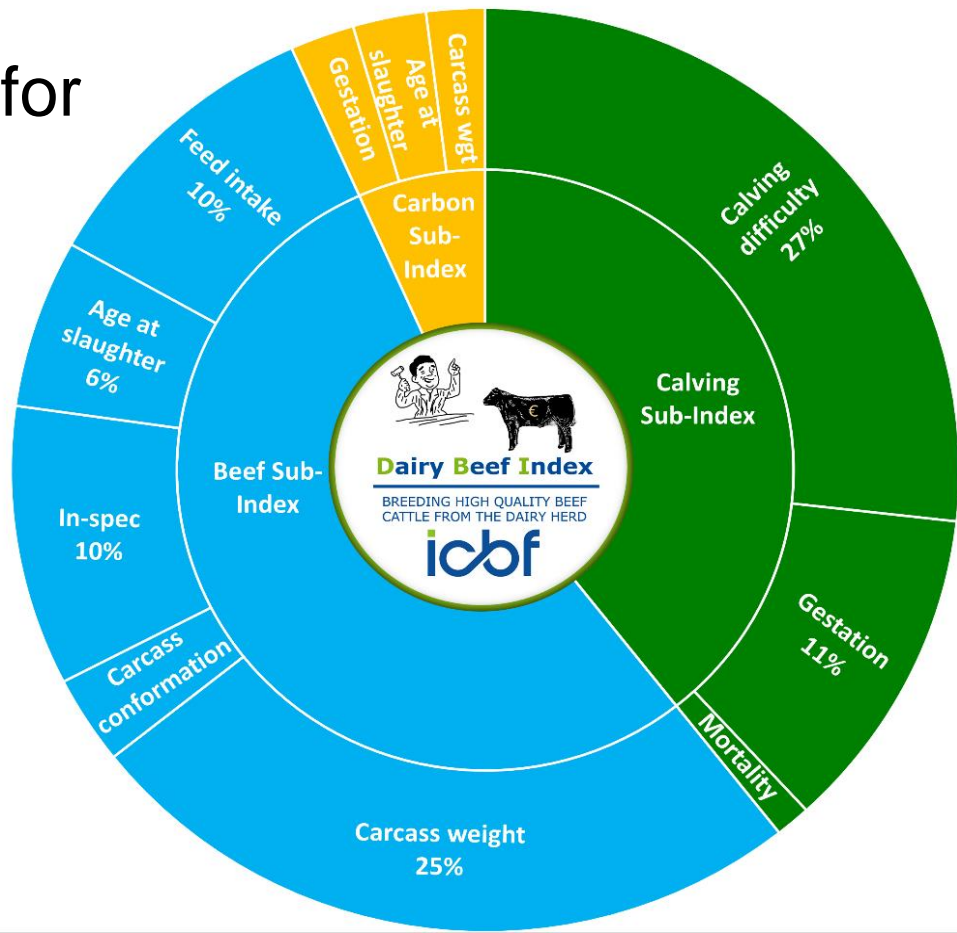 for
Gestation
Age at
slaughter
Carcass wgt
Carbon
Sub-
Index
Calving
difficulty
27%
Calving
Sub-Index
Gestation
11%
Mortality
Carcass weight
25%
Carcass
conformation
In-spec
10%
Age at
slaughter
6%
Feed intake
10%
Beef Sub-
Index
€
Dairy Beef Index
BREEDING HIGH QUALITY BEEF
CATTLE FROM THE DAIRY HERD
icbf